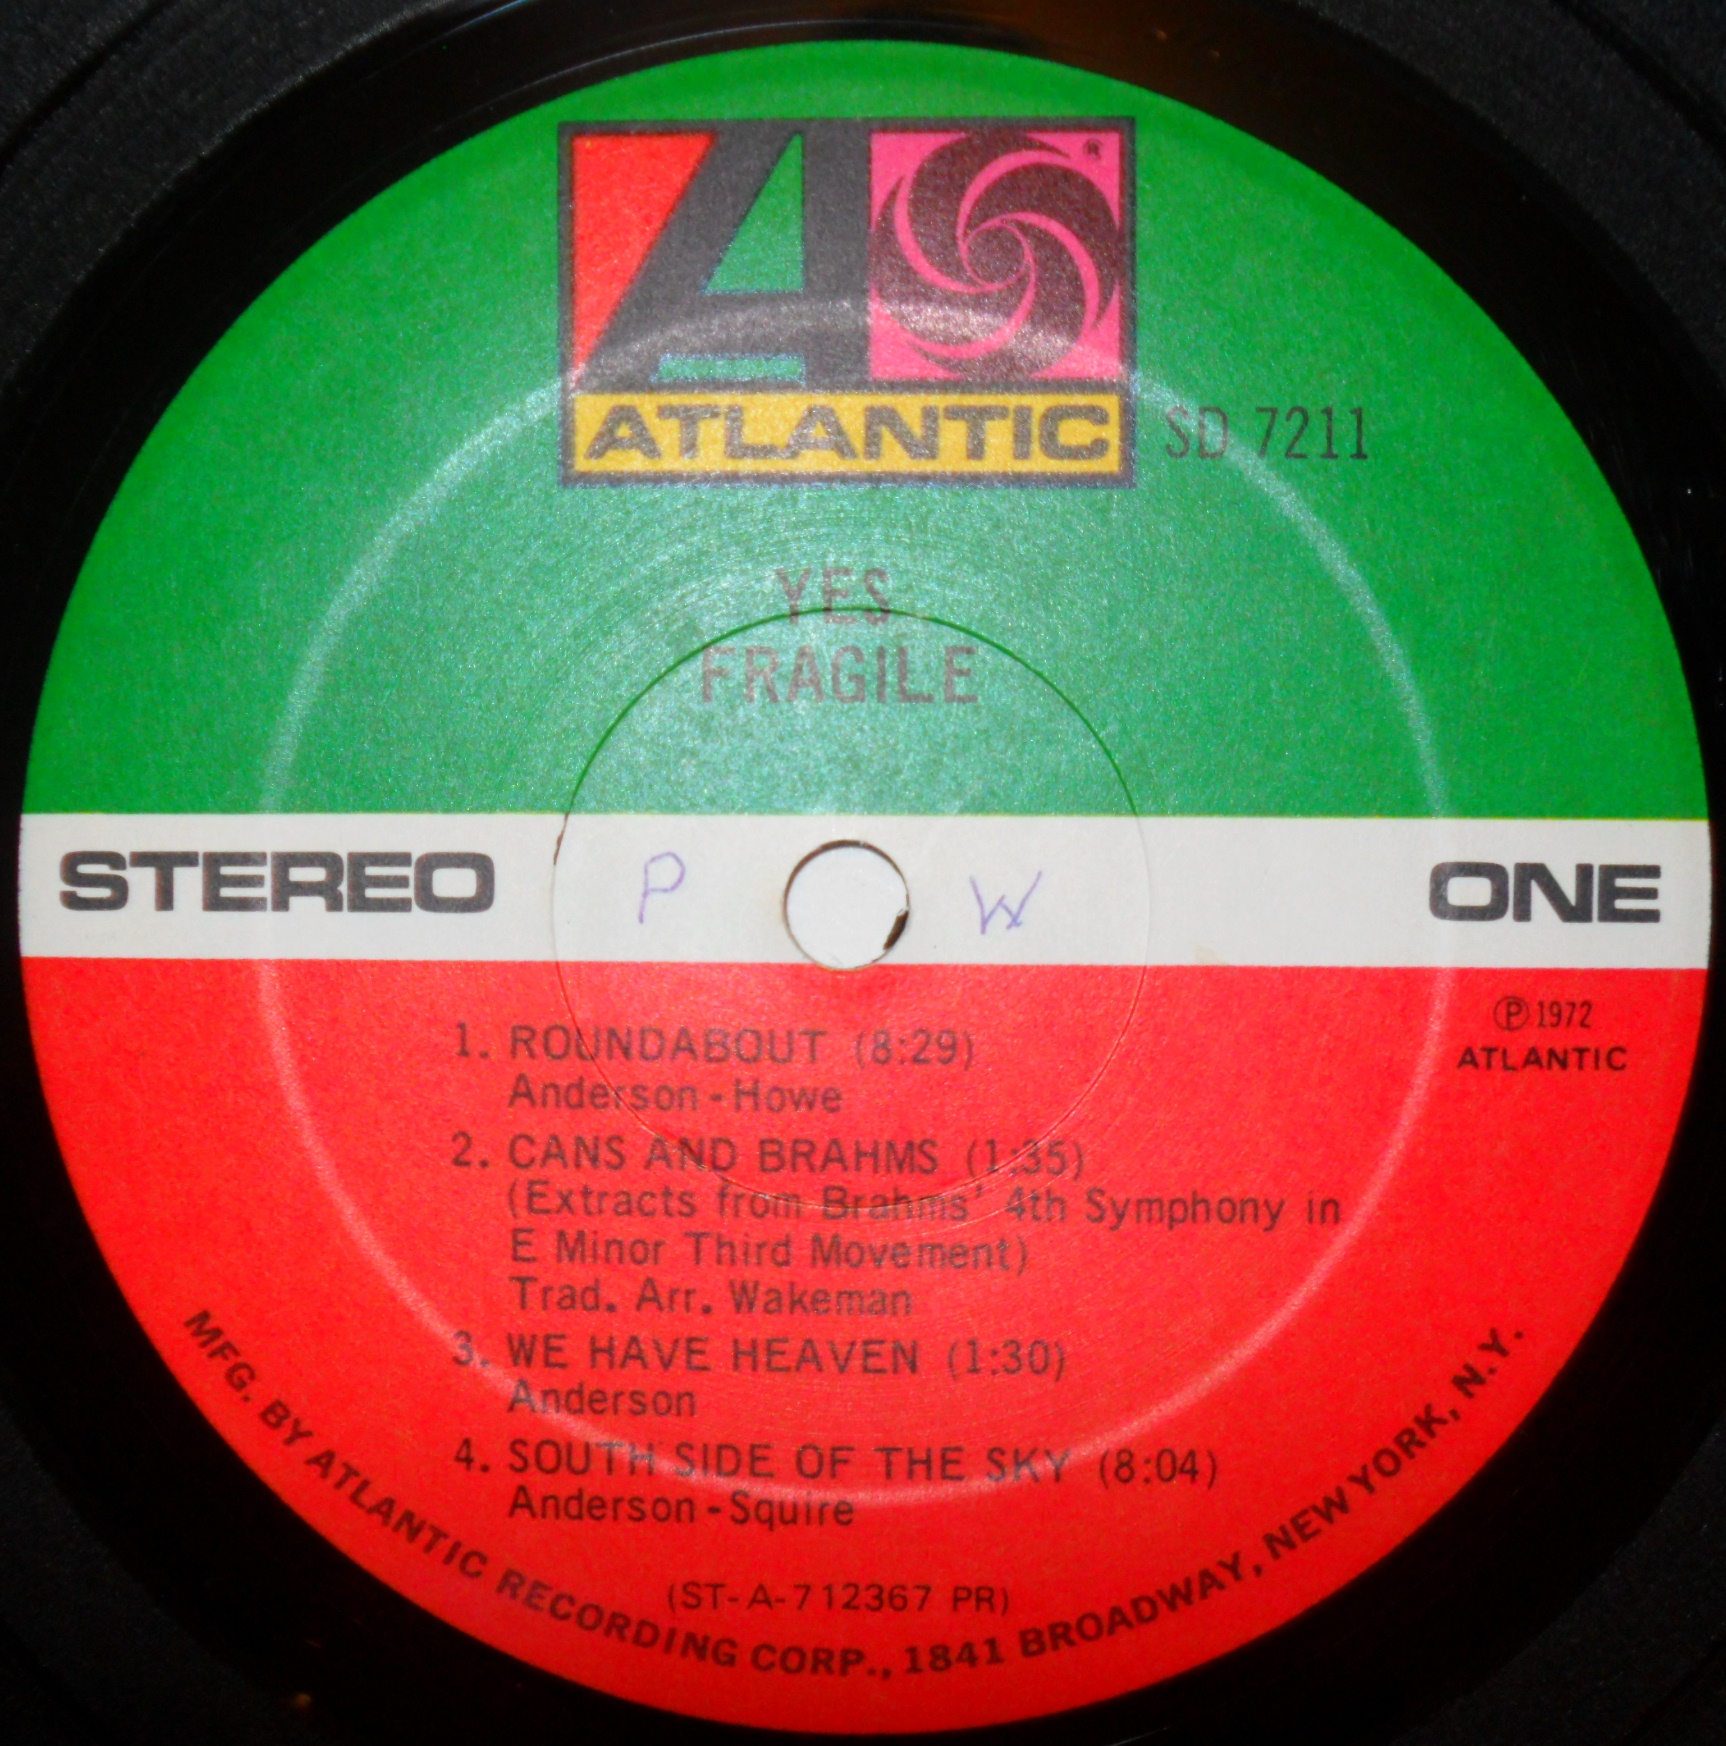 A ®
ATLANTIC
SD 7211
YES
FRAGILE
STEREO P W ONE
℗ 1972
ATLANTIC
1. ROUNDABOUT (8:29)
Anderson-Howe
2. CANS AND BRAHMS (1:35)
(Extracts from Brahms' 4th Symphony in
E Minor Third Movement)
Trad. Arr. Wakeman
3. WE HAVE HEAVEN (1:30)
Anderson
4. SOUTH SIDE OF THE SKY (8:04)
Anderson-Squire
(ST-A-712367 PR)
MFG. BY ATLANTIC RECORDING CORP., 1841 BROADWAY, NEW YORK, N.Y.